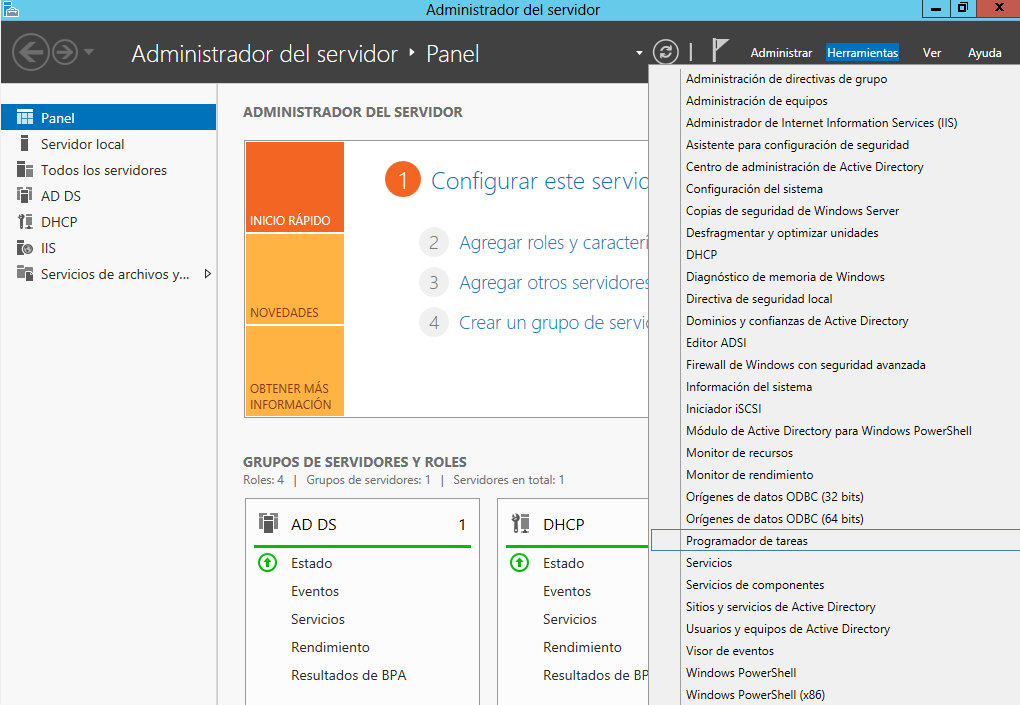 Administrador del servidor
Administrador del servidor ‣ Panel
Administrar Herramientas Ver Ayuda
Panel
Servidor local
Todos los servidores
AD DS
DHCP
IIS
Servicios de archivos y...
ADMINISTRADOR DEL SERVIDOR
INICIO RÁPIDO
NOVEDADES
OBTENER MÁS
INFORMACIÓN
1 Configurar este servid
2 Agregar roles y caracterí
3 Agregar otros servidores
4 Crear un grupo de servid
GRUPOS DE SERVIDORES Y ROLES
Roles: 4 | Grupos de servidores: 1 | Servidores en total: 1
AD DS 1
Estado
Eventos
Servicios
Rendimiento
Resultados de BPA
DHCP
Estado
Eventos
Servicios
Rendimiento
Resultados de BP
Administración de directivas de grupo
Administración de equipos
Administrador de Internet Information Services (IIS)
Asistente para configuración de seguridad
Centro de administración de Active Directory
Configuración del sistema
Copias de seguridad de Windows Server
Desfragmentar y optimizar unidades
DHCP
Diagnóstico de memoria de Windows
Directiva de seguridad local
Dominios y confianzas de Active Directory
Editor ADSI
Firewall de Windows con seguridad avanzada
Información del sistema
Iniciador iSCSI
Módulo de Active Directory para Windows PowerShell
Monitor de recursos
Monitor de rendimiento
Orígenes de datos ODBC (32 bits)
Orígenes de datos ODBC (64 bits)
Programador de tareas
Servicios
Servicios de componentes
Sitios y servicios de Active Directory
Usuarios y equipos de Active Directory
Visor de eventos
Windows PowerShell
Windows PowerShell (x86)